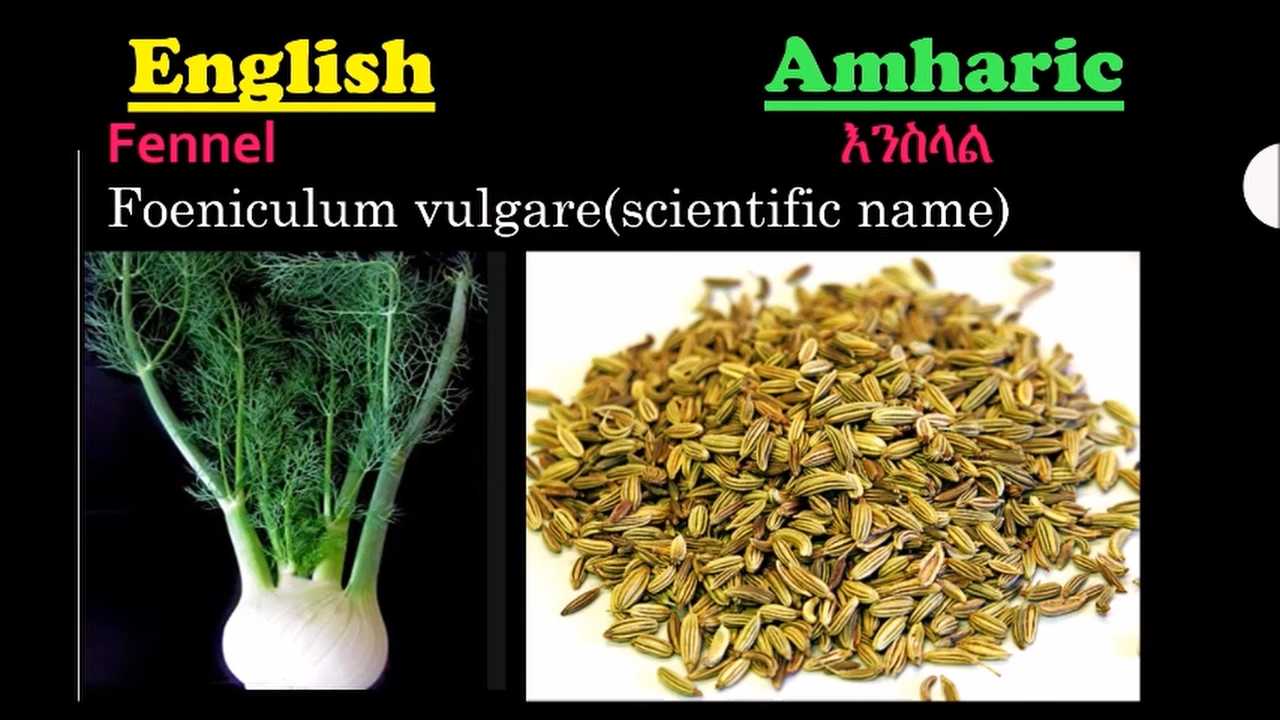 English Amharic
Fennel እንስላል
Foeniculum vulgare(scientific name)